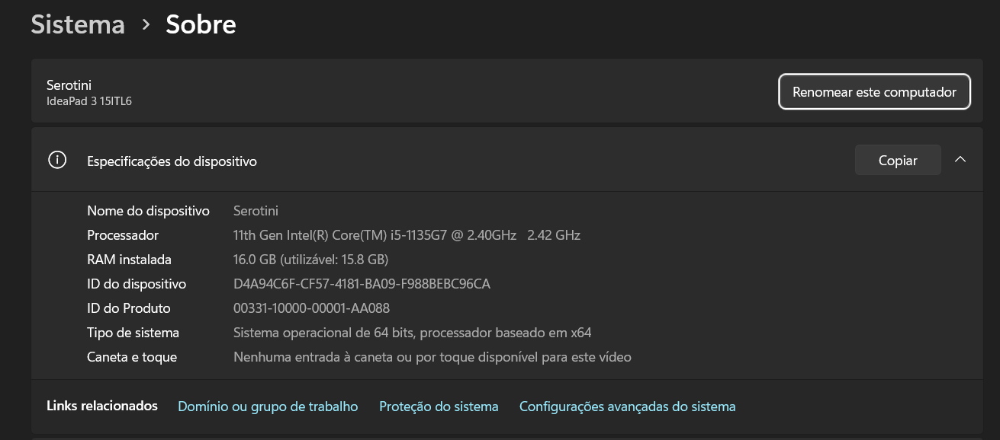 Sistema > Sobre
Serotini
IdeaPad 3 15ITL6
Renomear este computador
Especificações do dispositivo
Copiar
Nome do dispositivo Serotini
Processador 11th Gen Intel(R) Core(TM) i5-1135G7 @ 2.40GHz 2.42 GHz
RAM instalada 16.0 GB (utilizável: 15.8 GB)
ID do dispositivo D4A94C6F-CF57-4181-BA09-F988BEBC96CA
ID do Produto 00331-10000-00001-AA088
Tipo de sistema Sistema operacional de 64 bits, processador baseado em x64
Caneta e toque Nenhuma entrada à caneta ou por toque disponível para este vídeo
Links relacionados Domínio ou grupo de trabalho Proteção do sistema Configurações avançadas do sistema